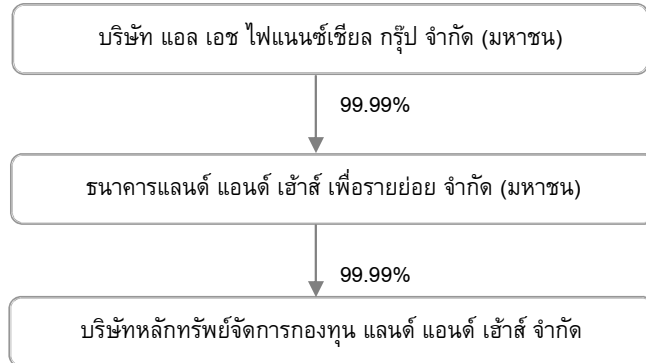 บริษัท แอล เอช ไฟแนนซ์เชียล กรุ๊ป จำกัด (มหาชน)
99.99%
ธนาคารแลนด์ แอนด์ เฮ้าส์ เพื่อรายย่อย จำกัด (มหาชน)
99.99%
บริษัทหลักทรัพย์จัดการกองทุน แลนด์ แอนด์ เฮ้าส์ จำกัด